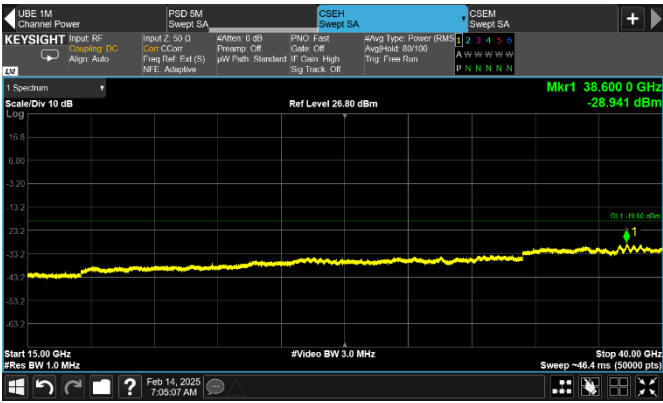 UBE 1M
Channel Power
PSD 5M
Swept SA
CSEH
Swept SA
CSEM
Swept SA
KEYSIGHT
Input: RF
Coupling: DC
Align: Auto
Input Z: 50 Ω
Corr CCorr
Freq Ref: Ext (S)
NFE: Adaptive
#Atten: 0 dB
Preamp: Off
µW Path: Standard
PNO: Fast
Gate: Off
IF Gain: High
Sig Track: Off
#Avg Type: Power (RMS
Avg|Hold: 80/100
Trig: Free Run
1 2 3 4 5 6
A W W W W W
P N N N N N
LXI
1 Spectrum
Mkr1 38.600 0 GHz
Scale/Div 10 dB
Ref Level 26.80 dBm
-28.941 dBm
Log
16.8
6.80
-3.20
-13.2
DL1 -19.00 dBm
-23.2
1
-33.2
-43.2
-53.2
-63.2
Start 15.00 GHz
#Video BW 3.0 MHz
Stop 40.00 GHz
#Res BW 1.0 MHz
Sweep ~46.4 ms (50000 pts)
?
Feb 14, 2025
7:05:07 AM